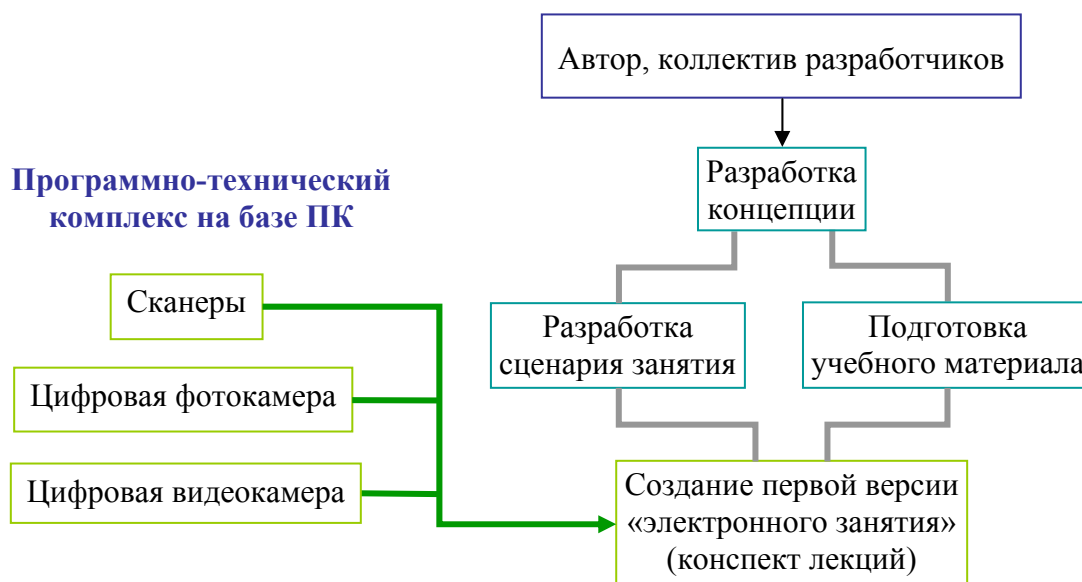 Автор, коллектив разработчиков
Разработка
концепции
Программно-технический
комплекс на базе ПК
Сканеры
Цифровая фотокамера
Цифровая видеокамера
Разработка
сценария занятия
Подготовка
учебного материала
Создание первой версии
«электронного занятия»
(конспект лекций)